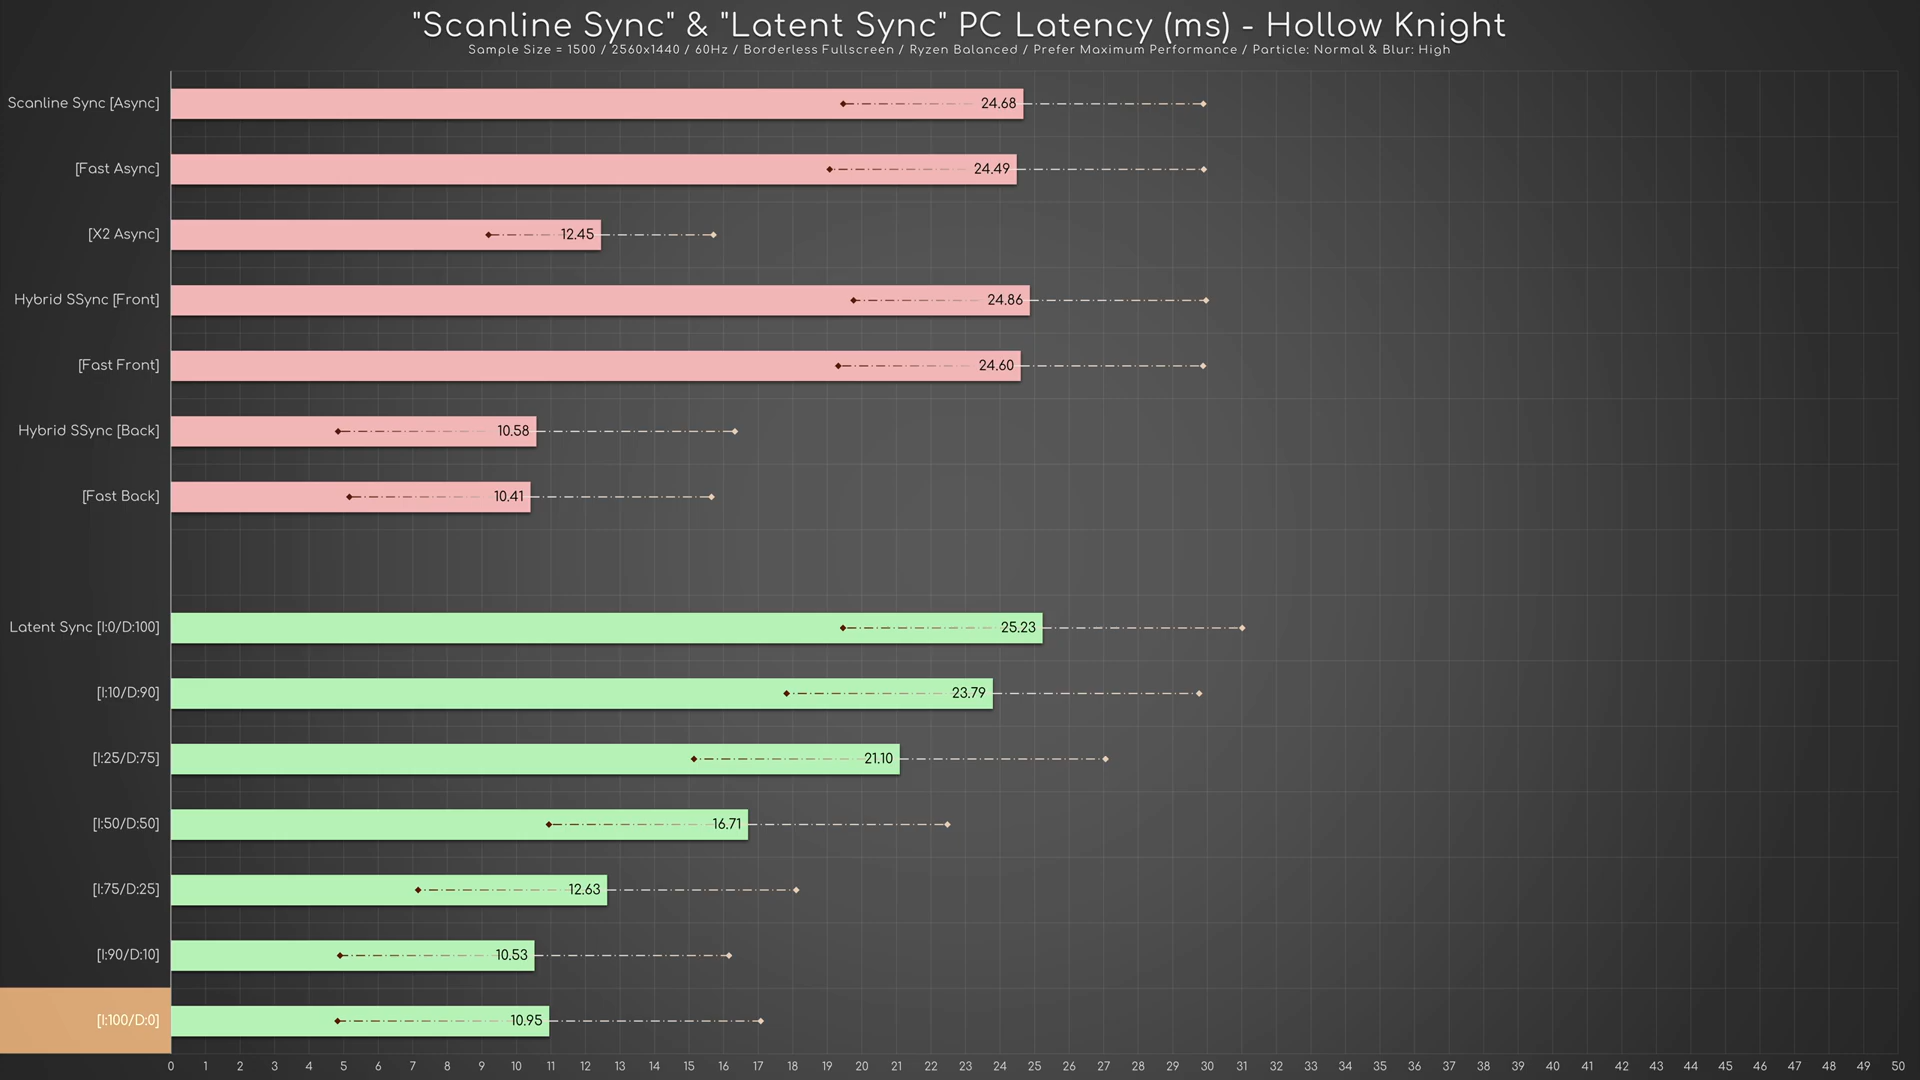 "Scanline Sync" & "Latent Sync" PC Latency (ms) - Hollow Knight
Sample Size = 1500 / 2560x1440 / 60Hz / Borderless Fullscreen / Ryzen Balanced / Prefer Maximum Performance / Particle: Normal & Blur: High
Scanline Sync [Async] 24.68
[Fast Async] 24.49
[X2 Async] 12.45
Hybrid SSync [Front] 24.86
[Fast Front] 24.60
Hybrid SSync [Back] 10.58
[Fast Back] 10.41
Latent Sync [I:0/D:100] 25.23
[I:10/D:90] 23.79
[I:25/D:75] 21.10
[I:50/D:50] 16.71
[I:75/D:25] 12.63
[I:90/D:10] 10.53
[I:100/D:0] 10.95
0 1 2 3 4 5 6 7 8 9 10 11 12 13 14 15 16 17 18 19 20 21 22 23 24 25 26 27 28 29 30 31 32 33 34 35 36 37 38 39 40 41 42 43 44 45 46 47 48 49 50